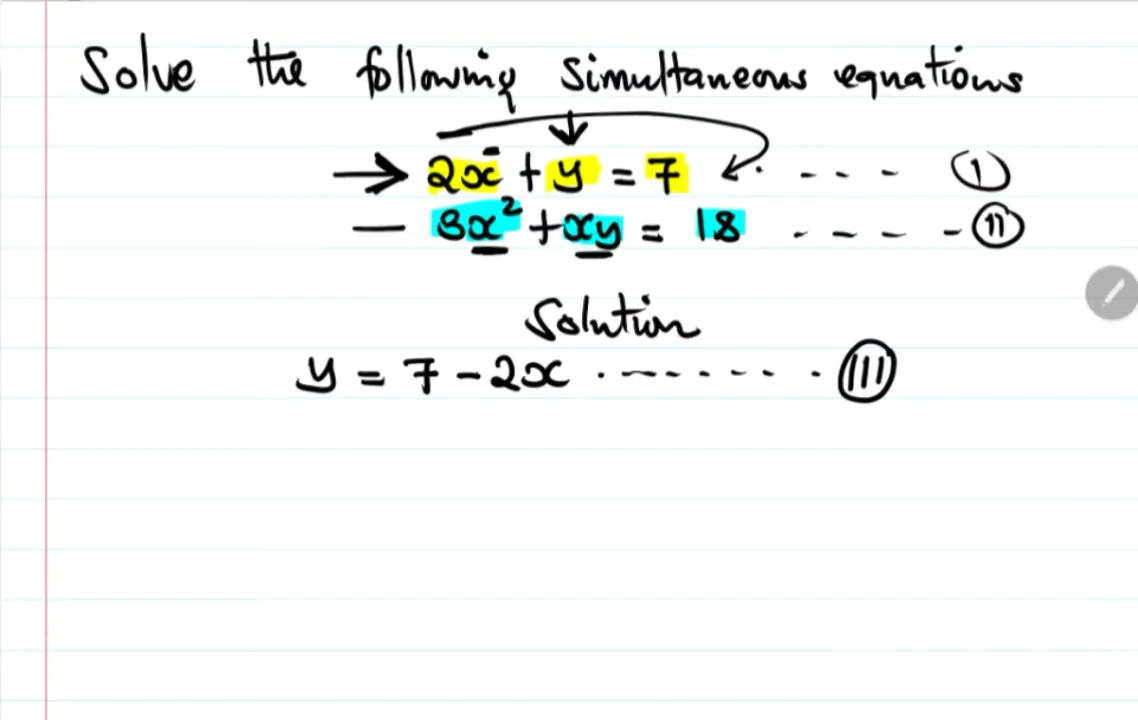 Solve the following simultaneous equations
→ 2x + y = 7 . - - - (I)
— 3x² + xy = 18 - - - - - (II)
Solution
y = 7 - 2x . - - - - - - . (III)